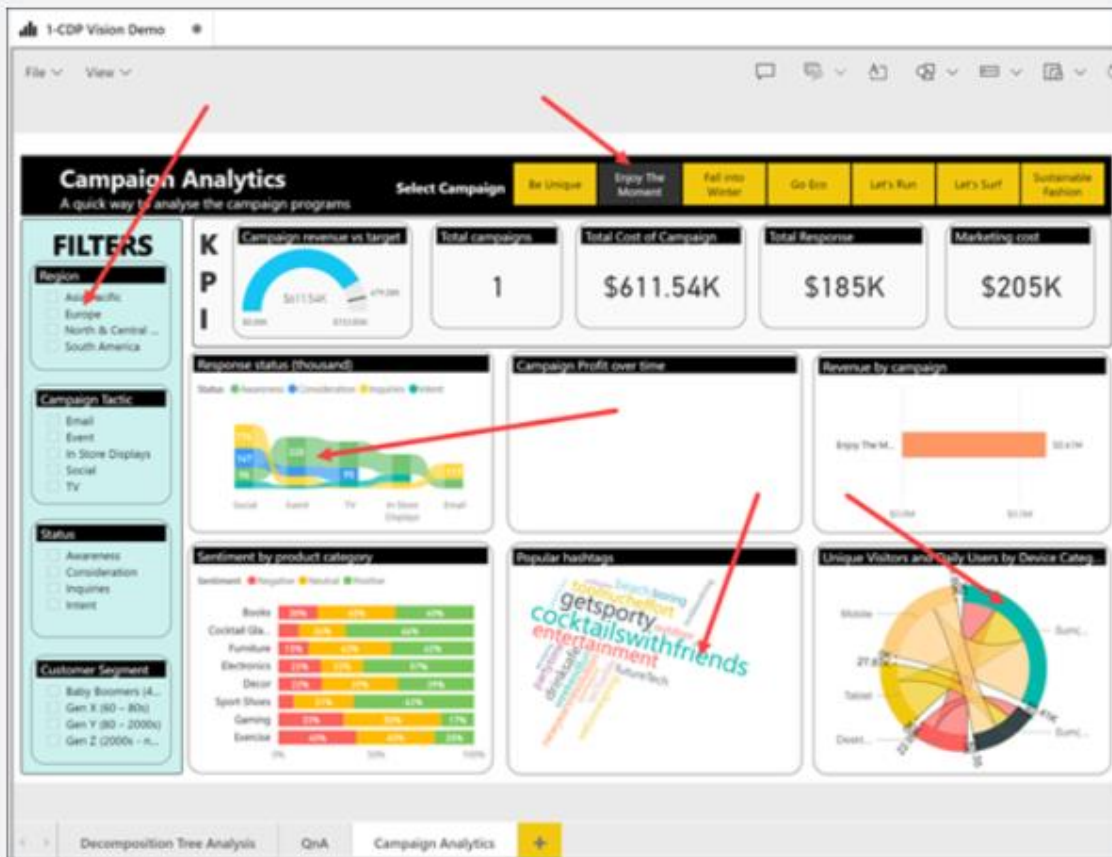 1-CDP Vision Demo
File View
Campaign Analytics
A quick way to analyse the campaign programs
Select Campaign
Be Unique
Enjoy The
Moment
Fall into
Winter
Go Eco
Let's Run
Let's Surf
Sustainable
Fashion
FILTERS
Region
Asia Pacific
Europe
North & Central ...
South America
Campaign Tactic
Email
Event
In Store Displays
Social
TV
Status
Awareness
Consideration
Inquiries
Intent
Customer Segment
Baby Boomers (4...
Gen X (60 – 80s)
Gen Y (80 – 2000s)
Gen Z (2000s - n...
K
P
I
Campaign revenue vs target
$611.54K
Total campaigns
1
Total Cost of Campaign
$611.54K
Total Response
$185K
Marketing cost
$205K
Response status (thousand)
Status Awareness Consideration Inquiries Intent
Social Event TV In Store Email
Displays
Campaign Profit over time
Revenue by campaign
Enjoy The M...
$0.61M
Sentiment by product category
Sentiment Negative Neutral Positive
Books
Cocktail Gla...
Furniture
Electronics
Decor
Sport Shoes
Gaming
Exercise
0% 50% 100%
Popular hashtags
toomucheffort
getsporty
cocktailswithfriends
entertainment
drinksafe
futureTech
Unique Visitors and Daily Users by Device Categ...
Mobile
Tablet
Deskt...
Sum(...
Sum(...
Decomposition Tree Analysis QnA Campaign Analytics +